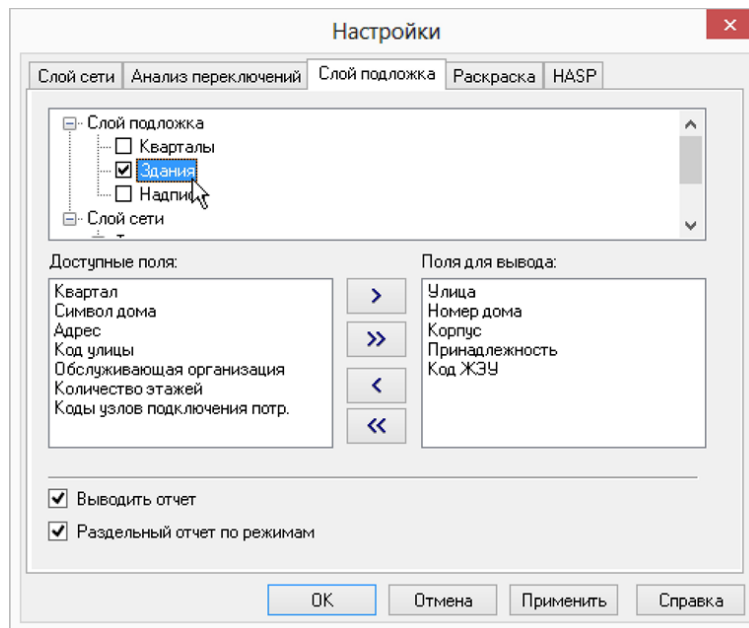 Настройки
Слой сети
Анализ переключений
Слой подложка
Раскраска
HASP
Слой подложка
Кварталы
Здания
Надпис
Слой сети
Доступные поля:
Поля для вывода:
Квартал
Символ дома
Адрес
Код улицы
Обслуживающая организация
Количество этажей
Коды узлов подключения потр.
>
>>
<
<<
Улица
Номер дома
Корпус
Принадлежность
Код ЖЭУ
Выводить отчет
Раздельный отчет по режимам
OK
Отмена
Применить
Справка